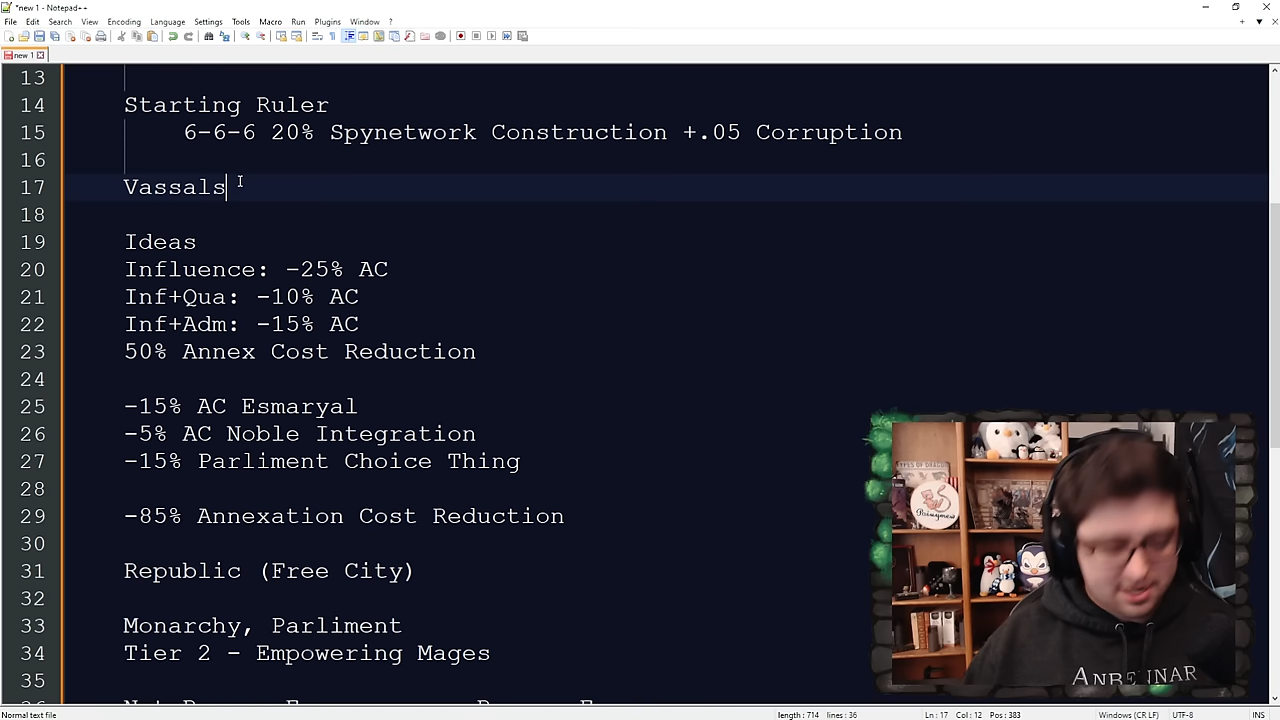 *new 1 - Notepad++
File Edit Search View Encoding Language Settings Tools Macro Run Plugins Window ?
new 1
13
14 Starting Ruler
15 6-6-6 20% Spynetwork Construction +.05 Corruption
16
17 Vassals
18
19 Ideas
20 Influence: -25% AC
21 Inf+Qua: -10% AC
22 Inf+Adm: -15% AC
23 50% Annex Cost Reduction
24
25 -15% AC Esmaryal
26 -5% AC Noble Integration
27 -15% Parliment Choice Thing
28
29 -85% Annexation Cost Reduction
30
31 Republic (Free City)
32
33 Monarchy, Parliment
34 Tier 2 - Empowering Mages
35
ANBENNAR
Normal text file length : 714 lines : 36 Ln : 17 Col : 12 Pos : 383 Windows (CR LF) UTF-8 INS